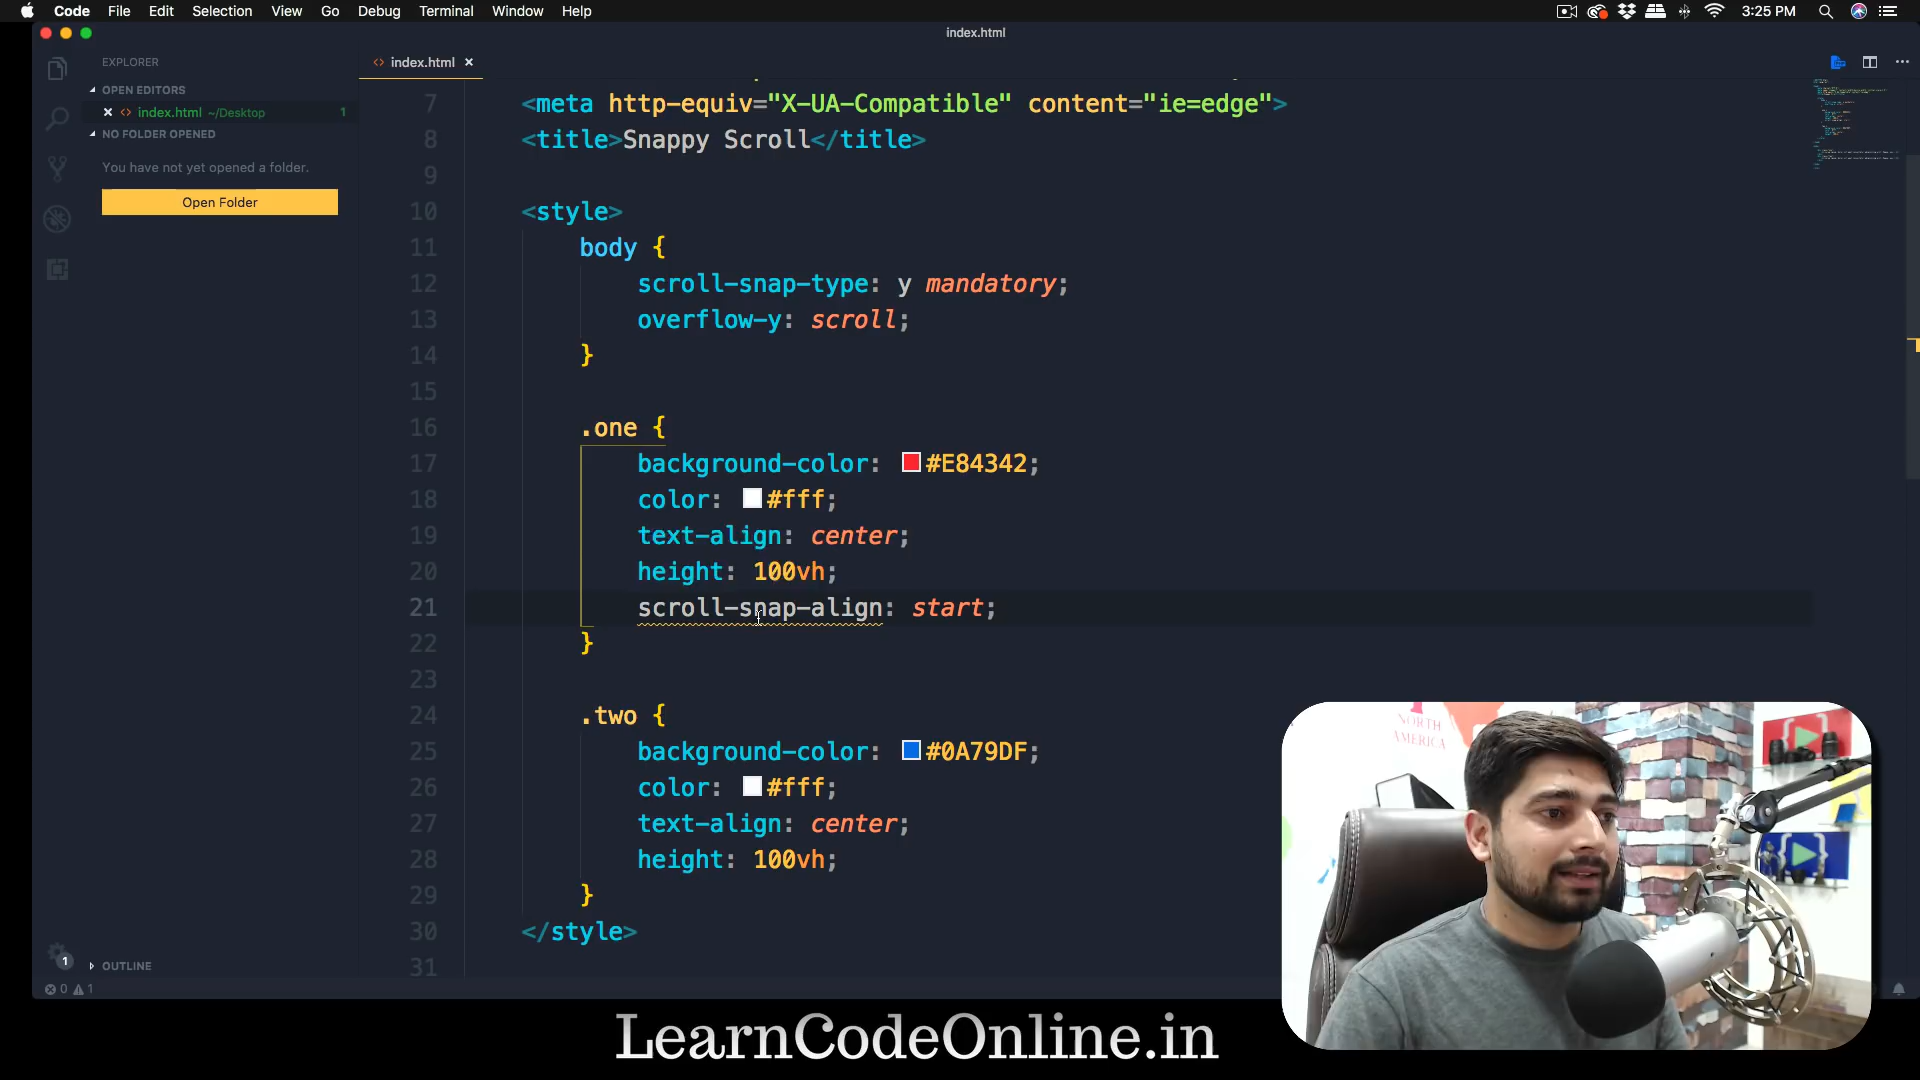 Code File Edit Selection View Go Debug Terminal Window Help 3:25 PM
index.html
EXPLORER
OPEN EDITORS
index.html ~/Desktop 1
NO FOLDER OPENED
You have not yet opened a folder.
Open Folder
index.html
7 <meta http-equiv="X-UA-Compatible" content="ie=edge">
8 <title>Snappy Scroll</title>
9
10 <style>
11 body {
12 scroll-snap-type: y mandatory;
13 overflow-y: scroll;
14 }
15
16 .one {
17 background-color: #E84342;
18 color: #fff;
19 text-align: center;
20 height: 100vh;
21 scroll-snap-align: start;
22 }
23
24 .two {
25 background-color: #0A79DF;
26 color: #fff;
27 text-align: center;
28 height: 100vh;
29 }
30 </style>
31
1
OUTLINE
0 1
NORTH
AMERICA
LearnCodeOnline.in